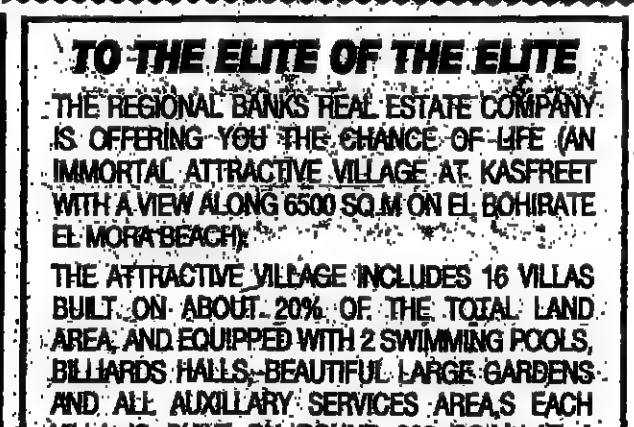 TO THE ELITE OF THE ELITE
THE REGIONAL BANKS REAL ESTATE COMPANY
IS OFFERING YOU THE CHANCE OF LIFE (AN
IMMORTAL ATTRACTIVE VILLAGE AT KASFREET
WITH A VIEW ALONG 6500 SQ.M ON EL BOHIRATE
EL MORA BEACH).
THE ATTRACTIVE VILLAGE INCLUDES 16 VILLAS
BUILT ON ABOUT 20% OF THE TOTAL LAND
AREA, AND EQUIPPED WITH 2 SWIMMING POOLS,
BILLIARDS HALLS, BEAUTIFUL LARGE GARDENS
AND ALL AUXILLARY SERVICES AREA,S EACH